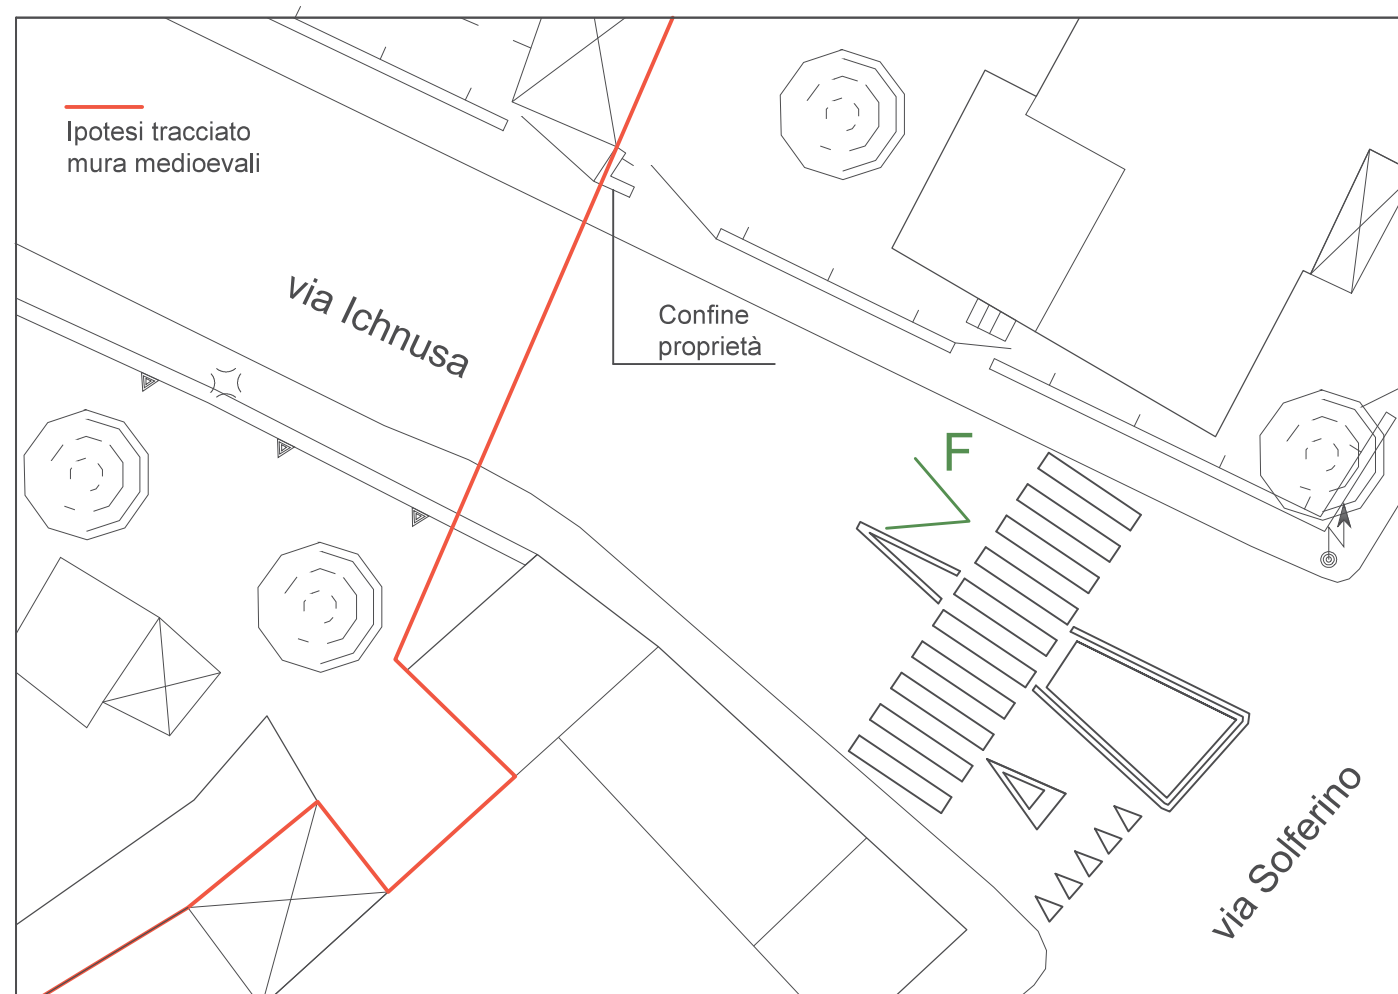 Ipotesi tracciato
mura medioevali
via Ichnusa
Confine
proprietà
F
via Solferino